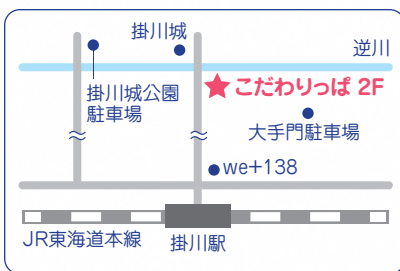 掛川城
逆川
掛川城公園
駐車場
こだわりっぱ 2F
大手門駐車場
we+138
JR東海道本線
掛川駅